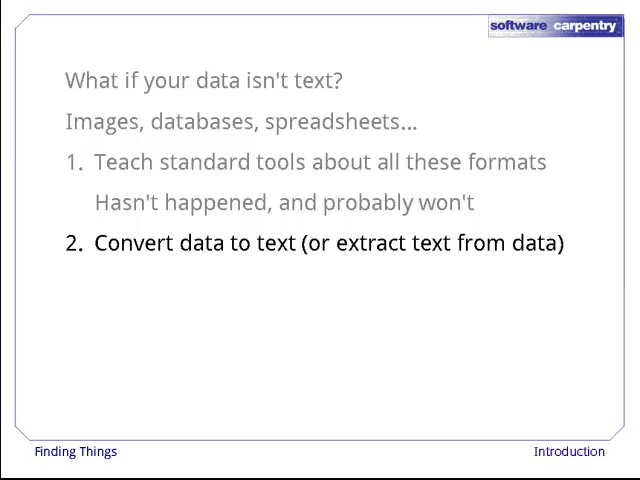 software carpentry
What if your data isn't text?
Images, databases, spreadsheets...
1. Teach standard tools about all these formats
Hasn't happened, and probably won't
2. Convert data to text (or extract text from data)
Finding Things
Introduction